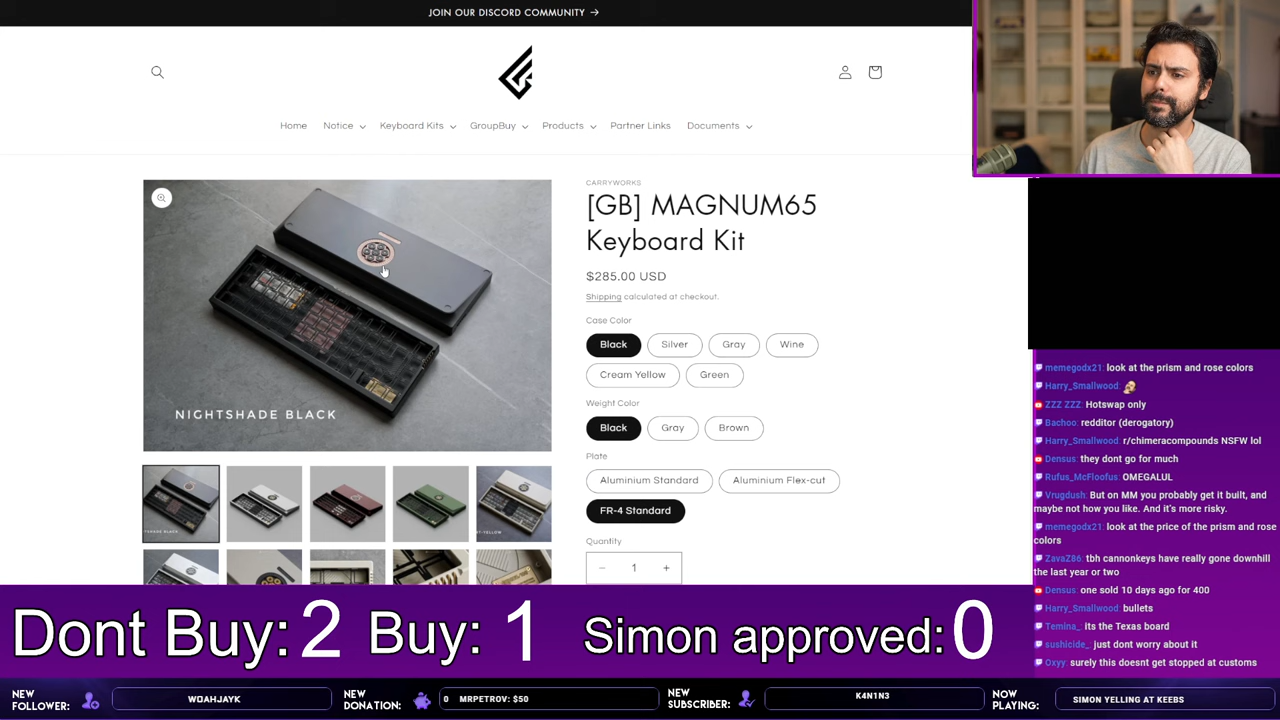 JOIN OUR DISCORD COMMUNITY →
Home
Notice
Keyboard Kits
GroupBuy
Products
Partner Links
Documents
NIGHTSHADE BLACK
CARRYWORKS
[GB] MAGNUM65
Keyboard Kit
$285.00 USD
Shipping calculated at checkout.
Case Color
Black
Silver
Gray
Wine
Cream Yellow
Green
Weight Color
Black
Gray
Brown
Plate
Aluminium Standard
Aluminium Flex-cut
FR-4 Standard
Quantity
− 1 +
memegodx21: look at the prism and rose colors
Harry_Smallwood:
ZZZ ZZZ: Hotswap only
Bachoo: redditor (derogatory)
Harry_Smallwood: r/chimeracompounds NSFW lol
Densus: they dont go for much
Rufus_McFloofus: OMEGALUL
Vrugdush: But on MM you probably get it built, and
maybe not how you like. And it's more risky.
memegodx21: look at the price of the prism and rose
colors
ZavaZ86: tbh cannonkeys have really gone downhill
the last year or two
Densus: one sold 10 days ago for 400
Harry_Smallwood: bullets
Temina_: its the Texas board
sushicide_: just dont worry about it
Oxyy: surely this doesnt get stopped at customs
Dont Buy: 2 Buy: 1 Simon approved: 0
NEW
FOLLOWER:
WOAHJAYK
NEW
DONATION:
0 MRPETROV: $50
NEW
SUBSCRIBER:
K4N1N3
NOW
PLAYING:
SIMON YELLING AT KEEBS